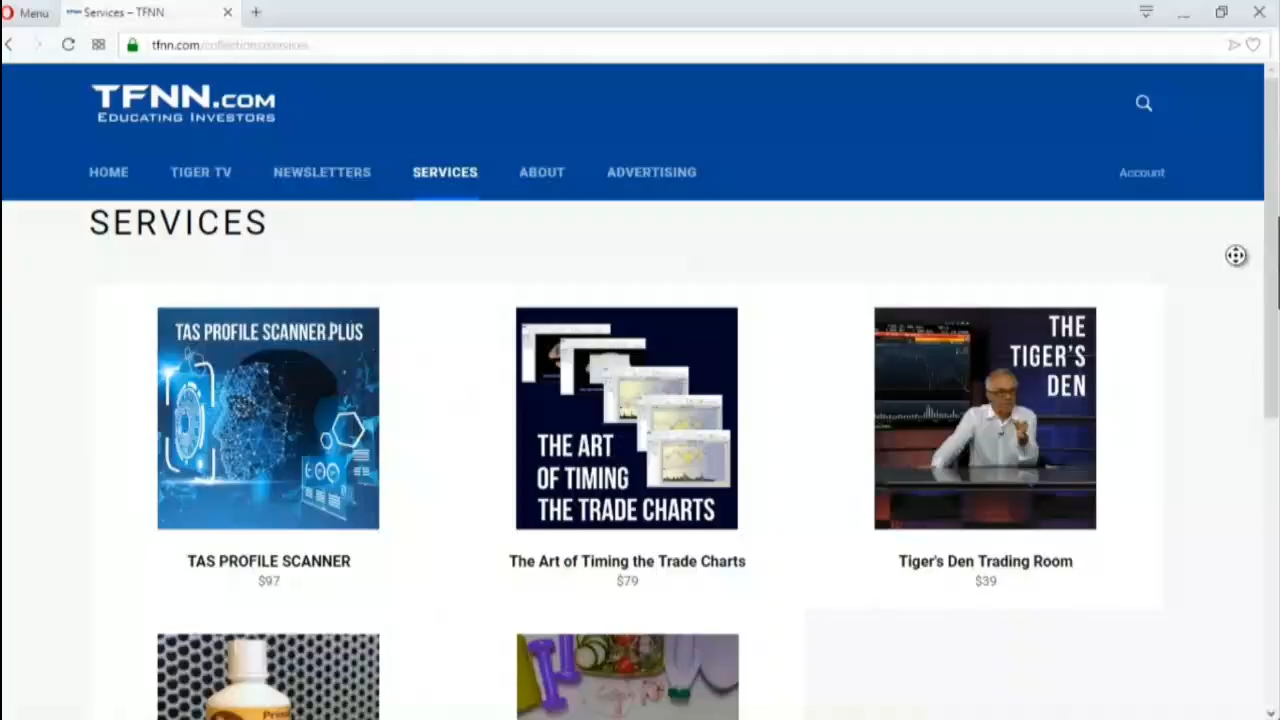 Menu
Services – TFNN
tfnn.com/collections/services
TFNN.COM
EDUCATING INVESTORS
HOME
TIGER TV
NEWSLETTERS
SERVICES
ABOUT
ADVERTISING
Account
SERVICES
TAS PROFILE SCANNER PLUS
THE ART
OF TIMING
THE TRADE CHARTS
THE
TIGER'S
DEN
TAS PROFILE SCANNER
$97
The Art of Timing the Trade Charts
$79
Tiger's Den Trading Room
$39